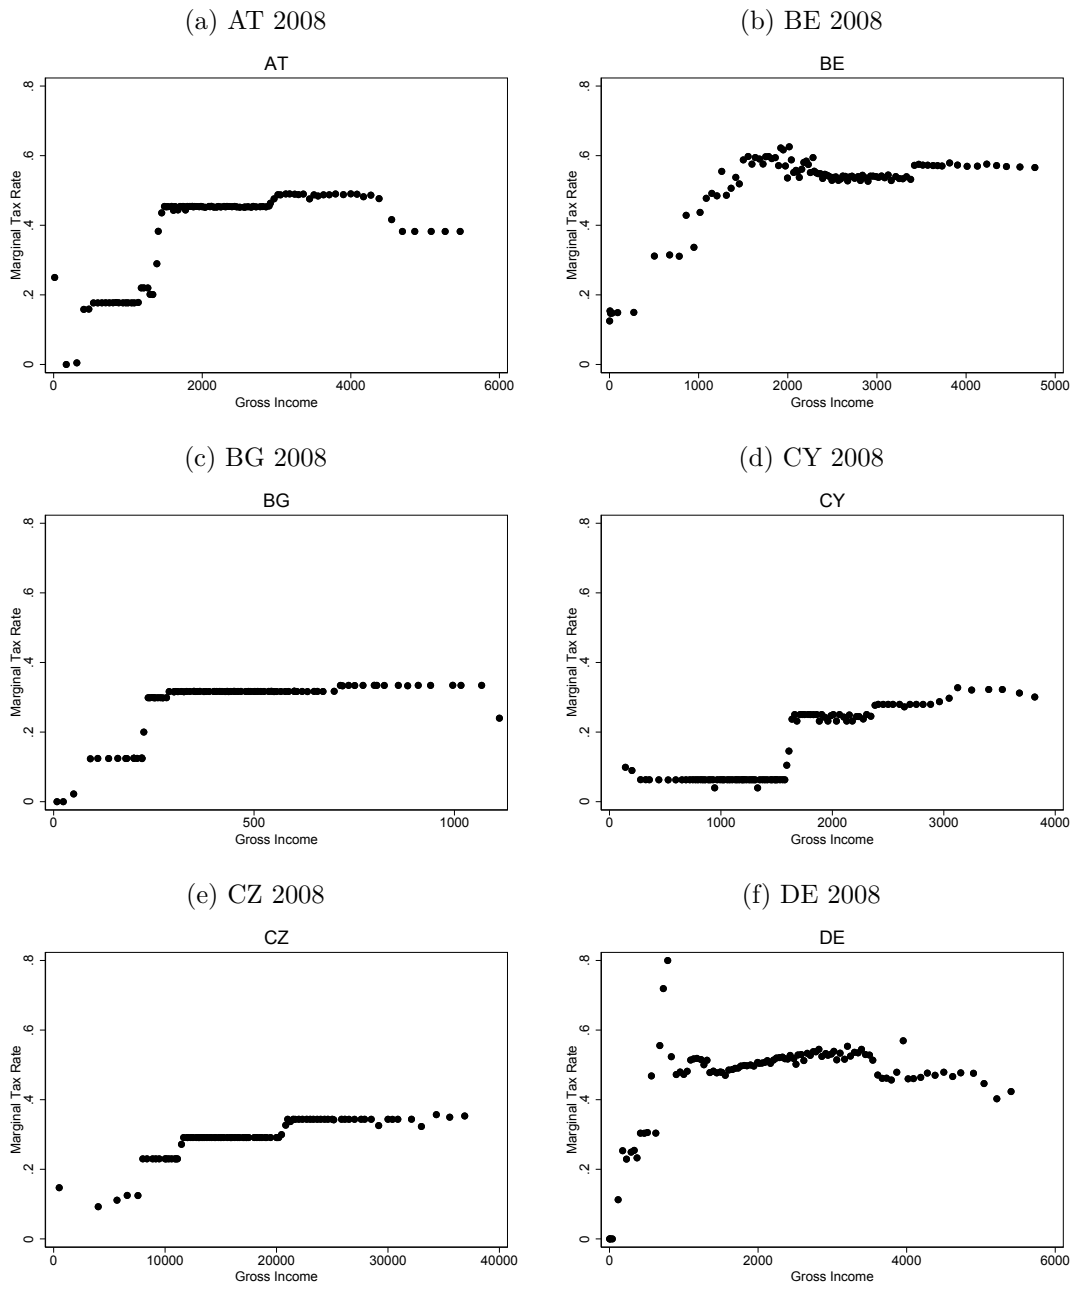 (a) AT 2008
(b) BE 2008
AT
Marginal Tax Rate
0 .2 .4 .6 .8
0 2000 4000 6000
Gross Income
BE
Marginal Tax Rate
0 .2 .4 .6 .8
0 1000 2000 3000 4000 5000
Gross Income
(c) BG 2008
(d) CY 2008
BG
Marginal Tax Rate
0 .2 .4 .6 .8
0 500 1000
Gross Income
CY
Marginal Tax Rate
0 .2 .4 .6 .8
0 1000 2000 3000 4000
Gross Income
(e) CZ 2008
(f) DE 2008
CZ
Marginal Tax Rate
0 .2 .4 .6 .8
0 10000 20000 30000 40000
Gross Income
DE
Marginal Tax Rate
0 .2 .4 .6 .8
0 2000 4000 6000
Gross Income